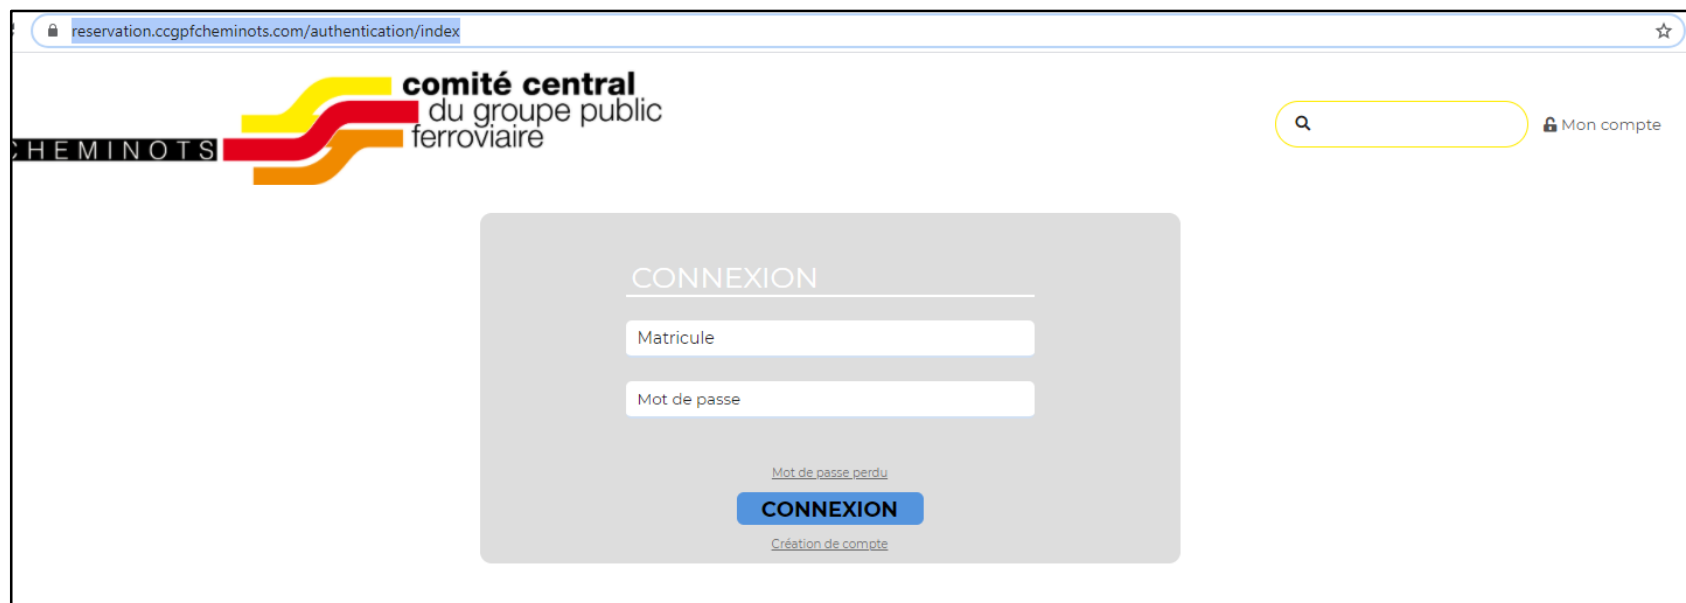 reservation.ccgpfcheminots.com/authentication/index
comité central
du groupe public
ferroviaire
CHEMINOTS
Mon compte
CONNEXION
Matricule
Mot de passe
Mot de passe perdu
CONNEXION
Création de compte